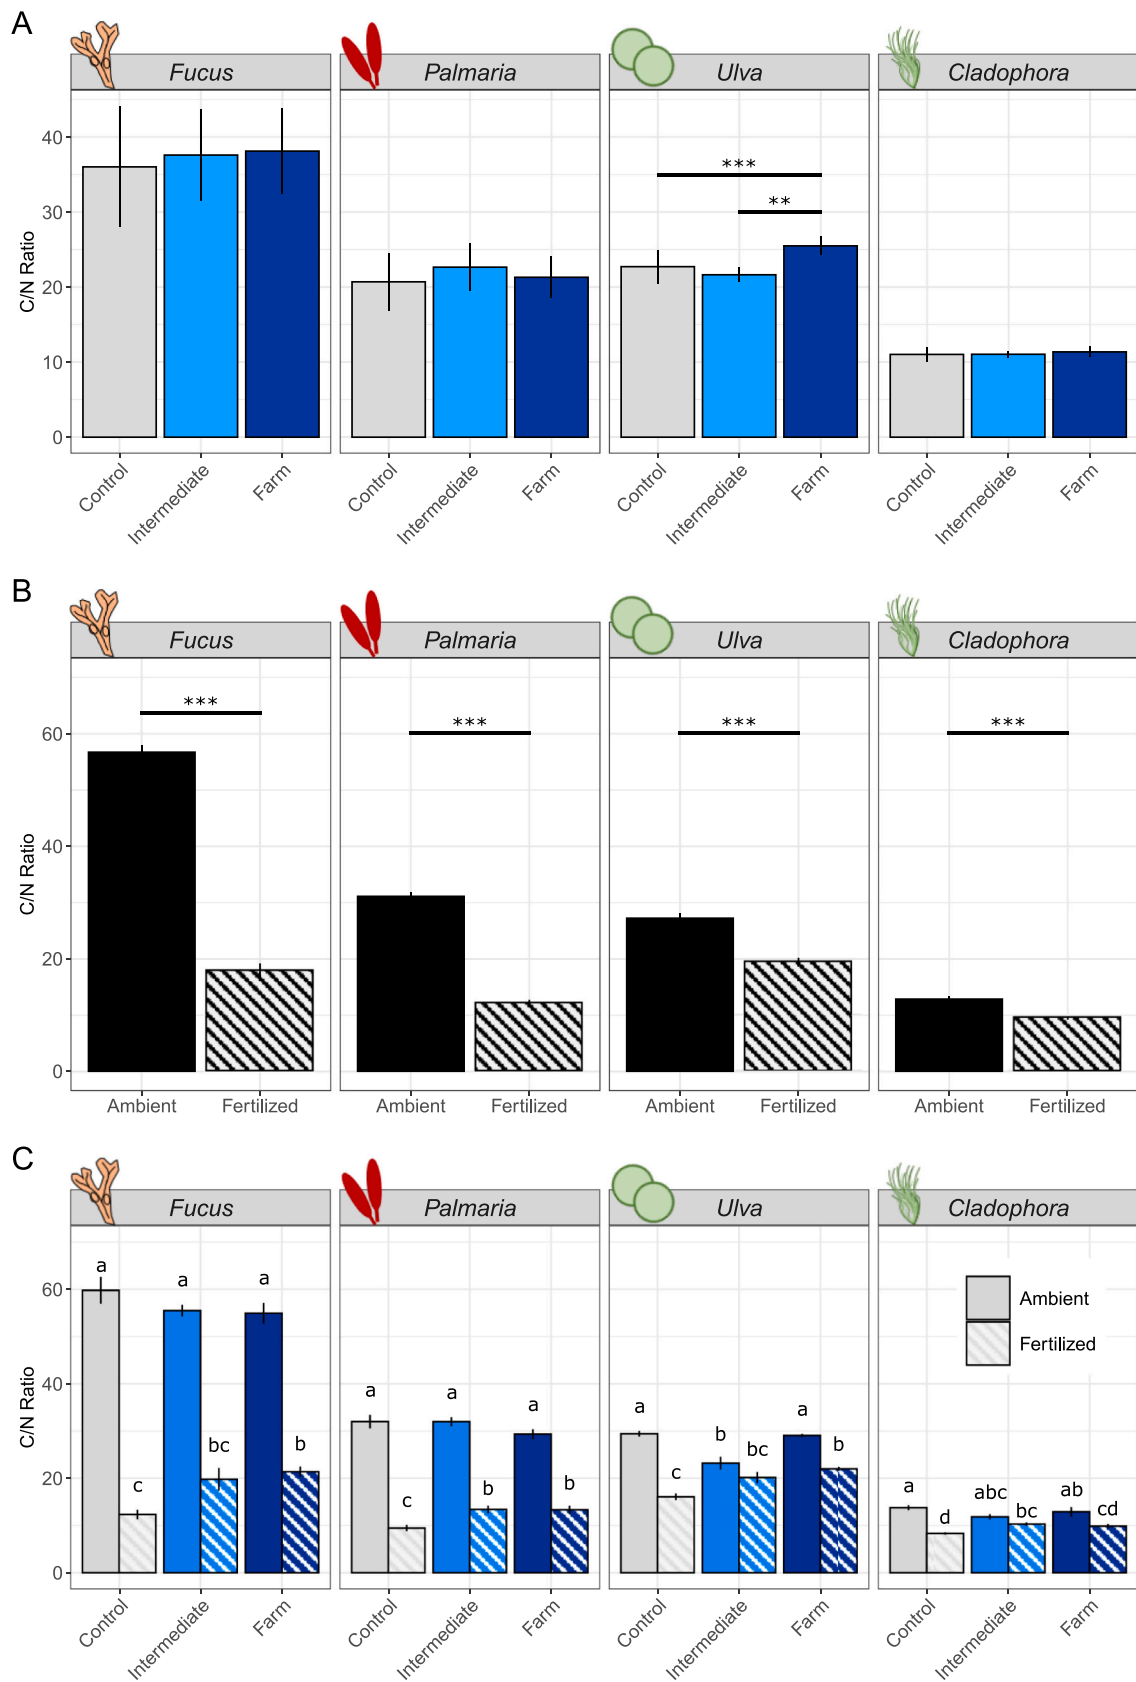 A
Fucus Palmaria Ulva Cladophora
C/N Ratio
40
30
20
10
0
***
**
Control Intermediate Farm Control Intermediate Farm Control Intermediate Farm Control Intermediate Farm
B
Fucus Palmaria Ulva Cladophora
C/N Ratio
60
40
20
0
*** *** *** ***
Ambient Fertilized Ambient Fertilized Ambient Fertilized Ambient Fertilized
C
Fucus Palmaria Ulva Cladophora
C/N Ratio
60
40
20
0
a c a bc a b
a c a b a b
a c b bc a b
a d abc bc ab cd
Ambient
Fertilized
Control Intermediate Farm Control Intermediate Farm Control Intermediate Farm Control Intermediate Farm